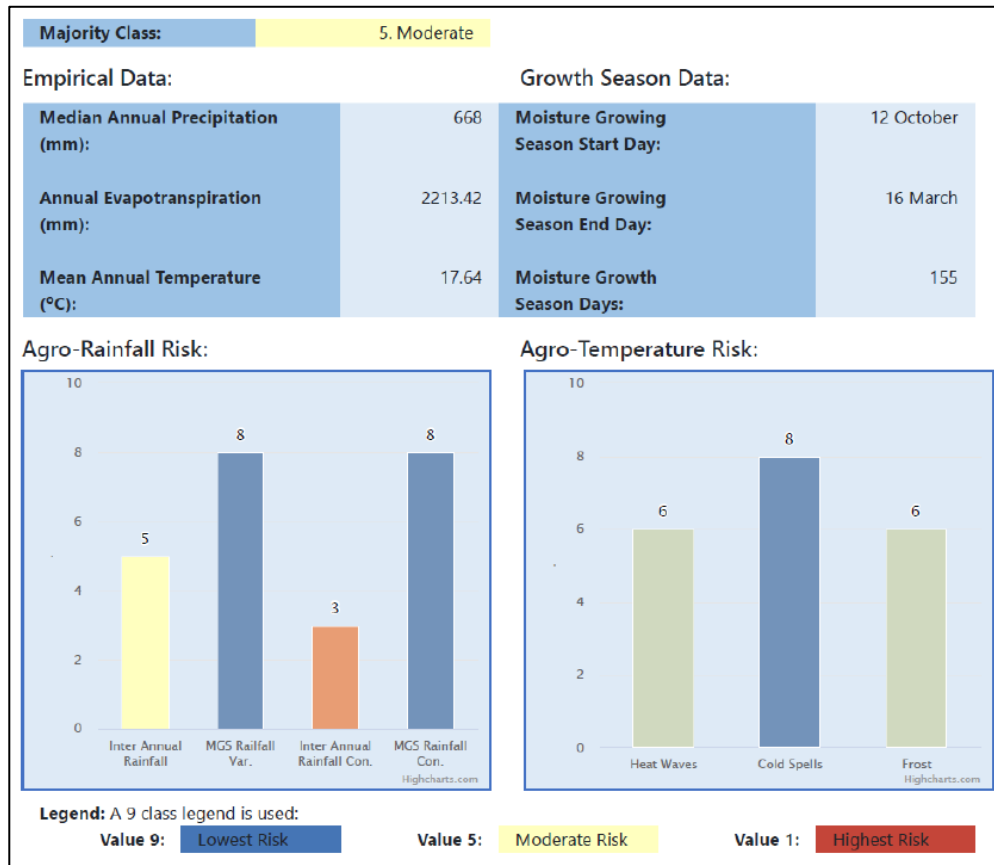 Majority Class: 5. Moderate
Empirical Data: Growth Season Data:
Median Annual Precipitation 668 Moisture Growing 12 October
(mm): Season Start Day:
Annual Evapotranspiration 2213.42 Moisture Growing 16 March
(mm): Season End Day:
Mean Annual Temperature 17.64 Moisture Growth 155
(⁰C): Season Days:
Agro-Rainfall Risk:
10
8
6
4
2
0
5
8
3
8
Inter Annual
Rainfall
MGS Railfall
Var.
Inter Annual
Rainfall Con.
MGS Rainfall
Con.
Highcharts.com
Agro-Temperature Risk:
10
8
6
4
2
0
6
8
6
Heat Waves
Cold Spells
Frost
Highcharts.com
Legend: A 9 class legend is used:
Value 9: Lowest Risk Value 5: Moderate Risk Value 1: Highest Risk